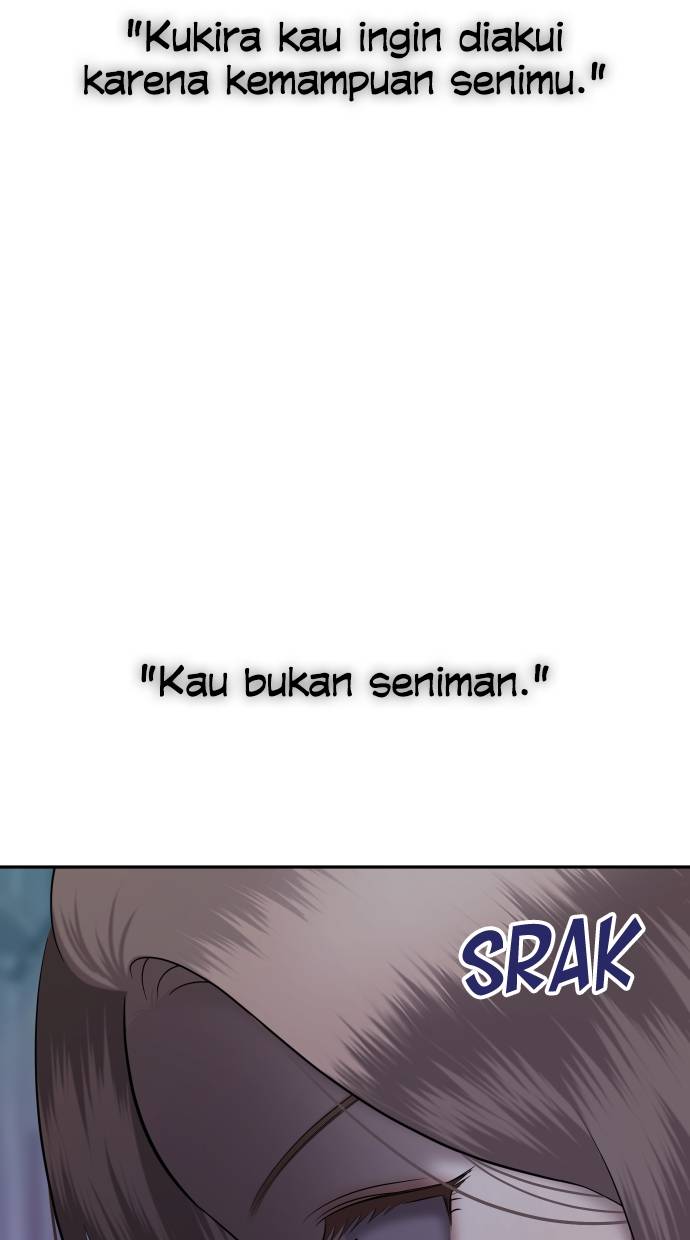 "Kukira kau ingin diakui
karena kemampuan senimu."
"Kau bukan seniman."
SRAK